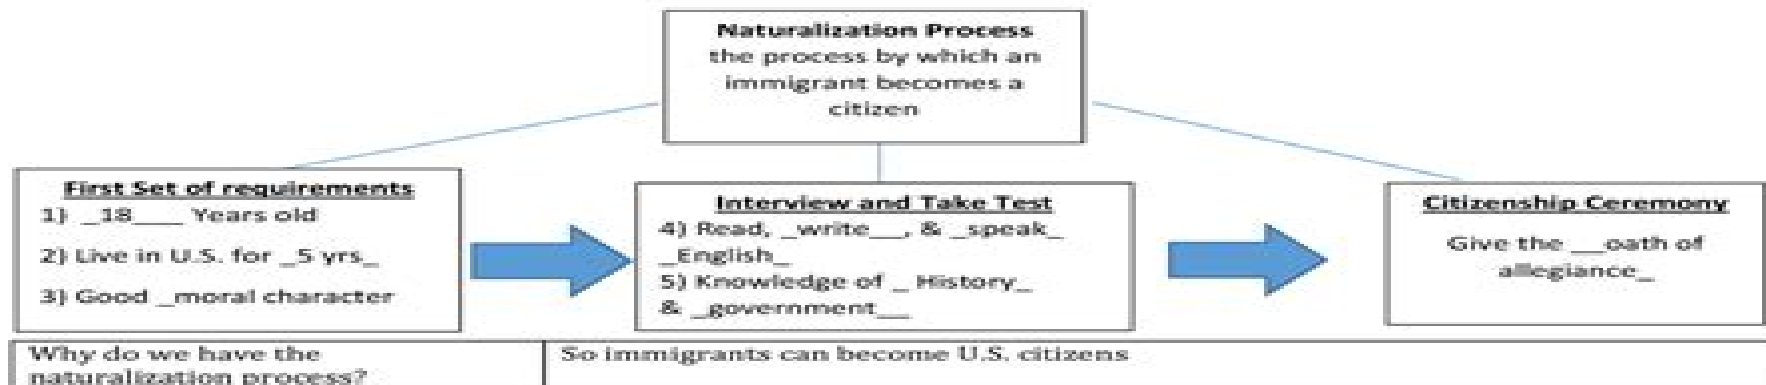 Naturalization Process
the process by which an
immigrant becomes a
citizen
First Set of requirements
1) _18____ Years old
2) Live in U.S. for _5 yrs_
3) Good _moral character
Interview and Take Test
4) Read, _write__, & _speak_
_English_
5) Knowledge of _ History_
& _government__
Citizenship Ceremony
Give the __oath of
allegiance_
Why do we have the
naturalization process?
So immigrants can become U.S. citizens